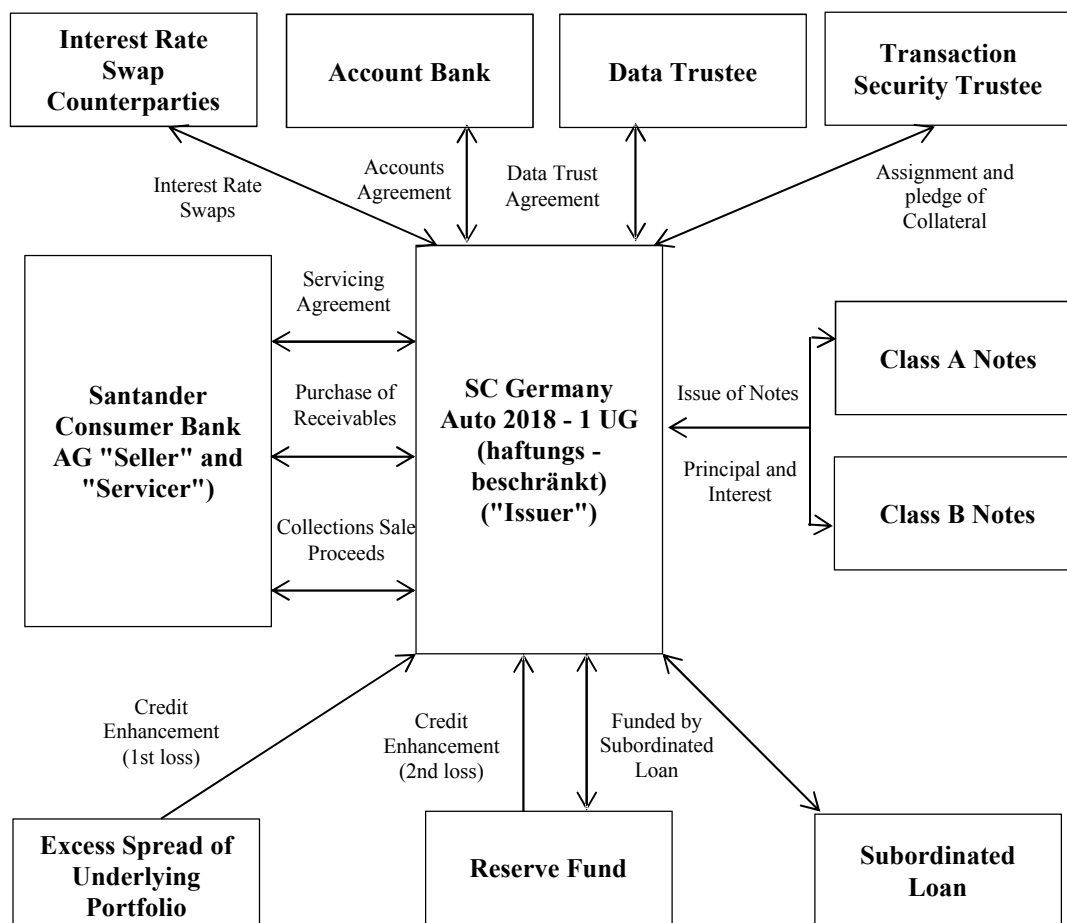 Interest Rate
Swap
Counterparties
Account Bank
Data Trustee
Transaction
Security Trustee
Interest Rate
Swaps
Accounts
Agreement
Data Trust
Agreement
Assignment and
pledge of
Collateral
Santander
Consumer Bank
AG "Seller" and
"Servicer")
Servicing
Agreement
Purchase of
Receivables
Collections Sale
Proceeds
SC Germany
Auto 2018 - 1 UG
(haftungs -
beschränkt)
("Issuer")
Issue of Notes
Principal and
Interest
Class A Notes
Class B Notes
Credit
Enhancement
(1st loss)
Credit
Enhancement
(2nd loss)
Funded by
Subordinated
Loan
Excess Spread of
Underlying
Portfolio
Reserve Fund
Subordinated
Loan